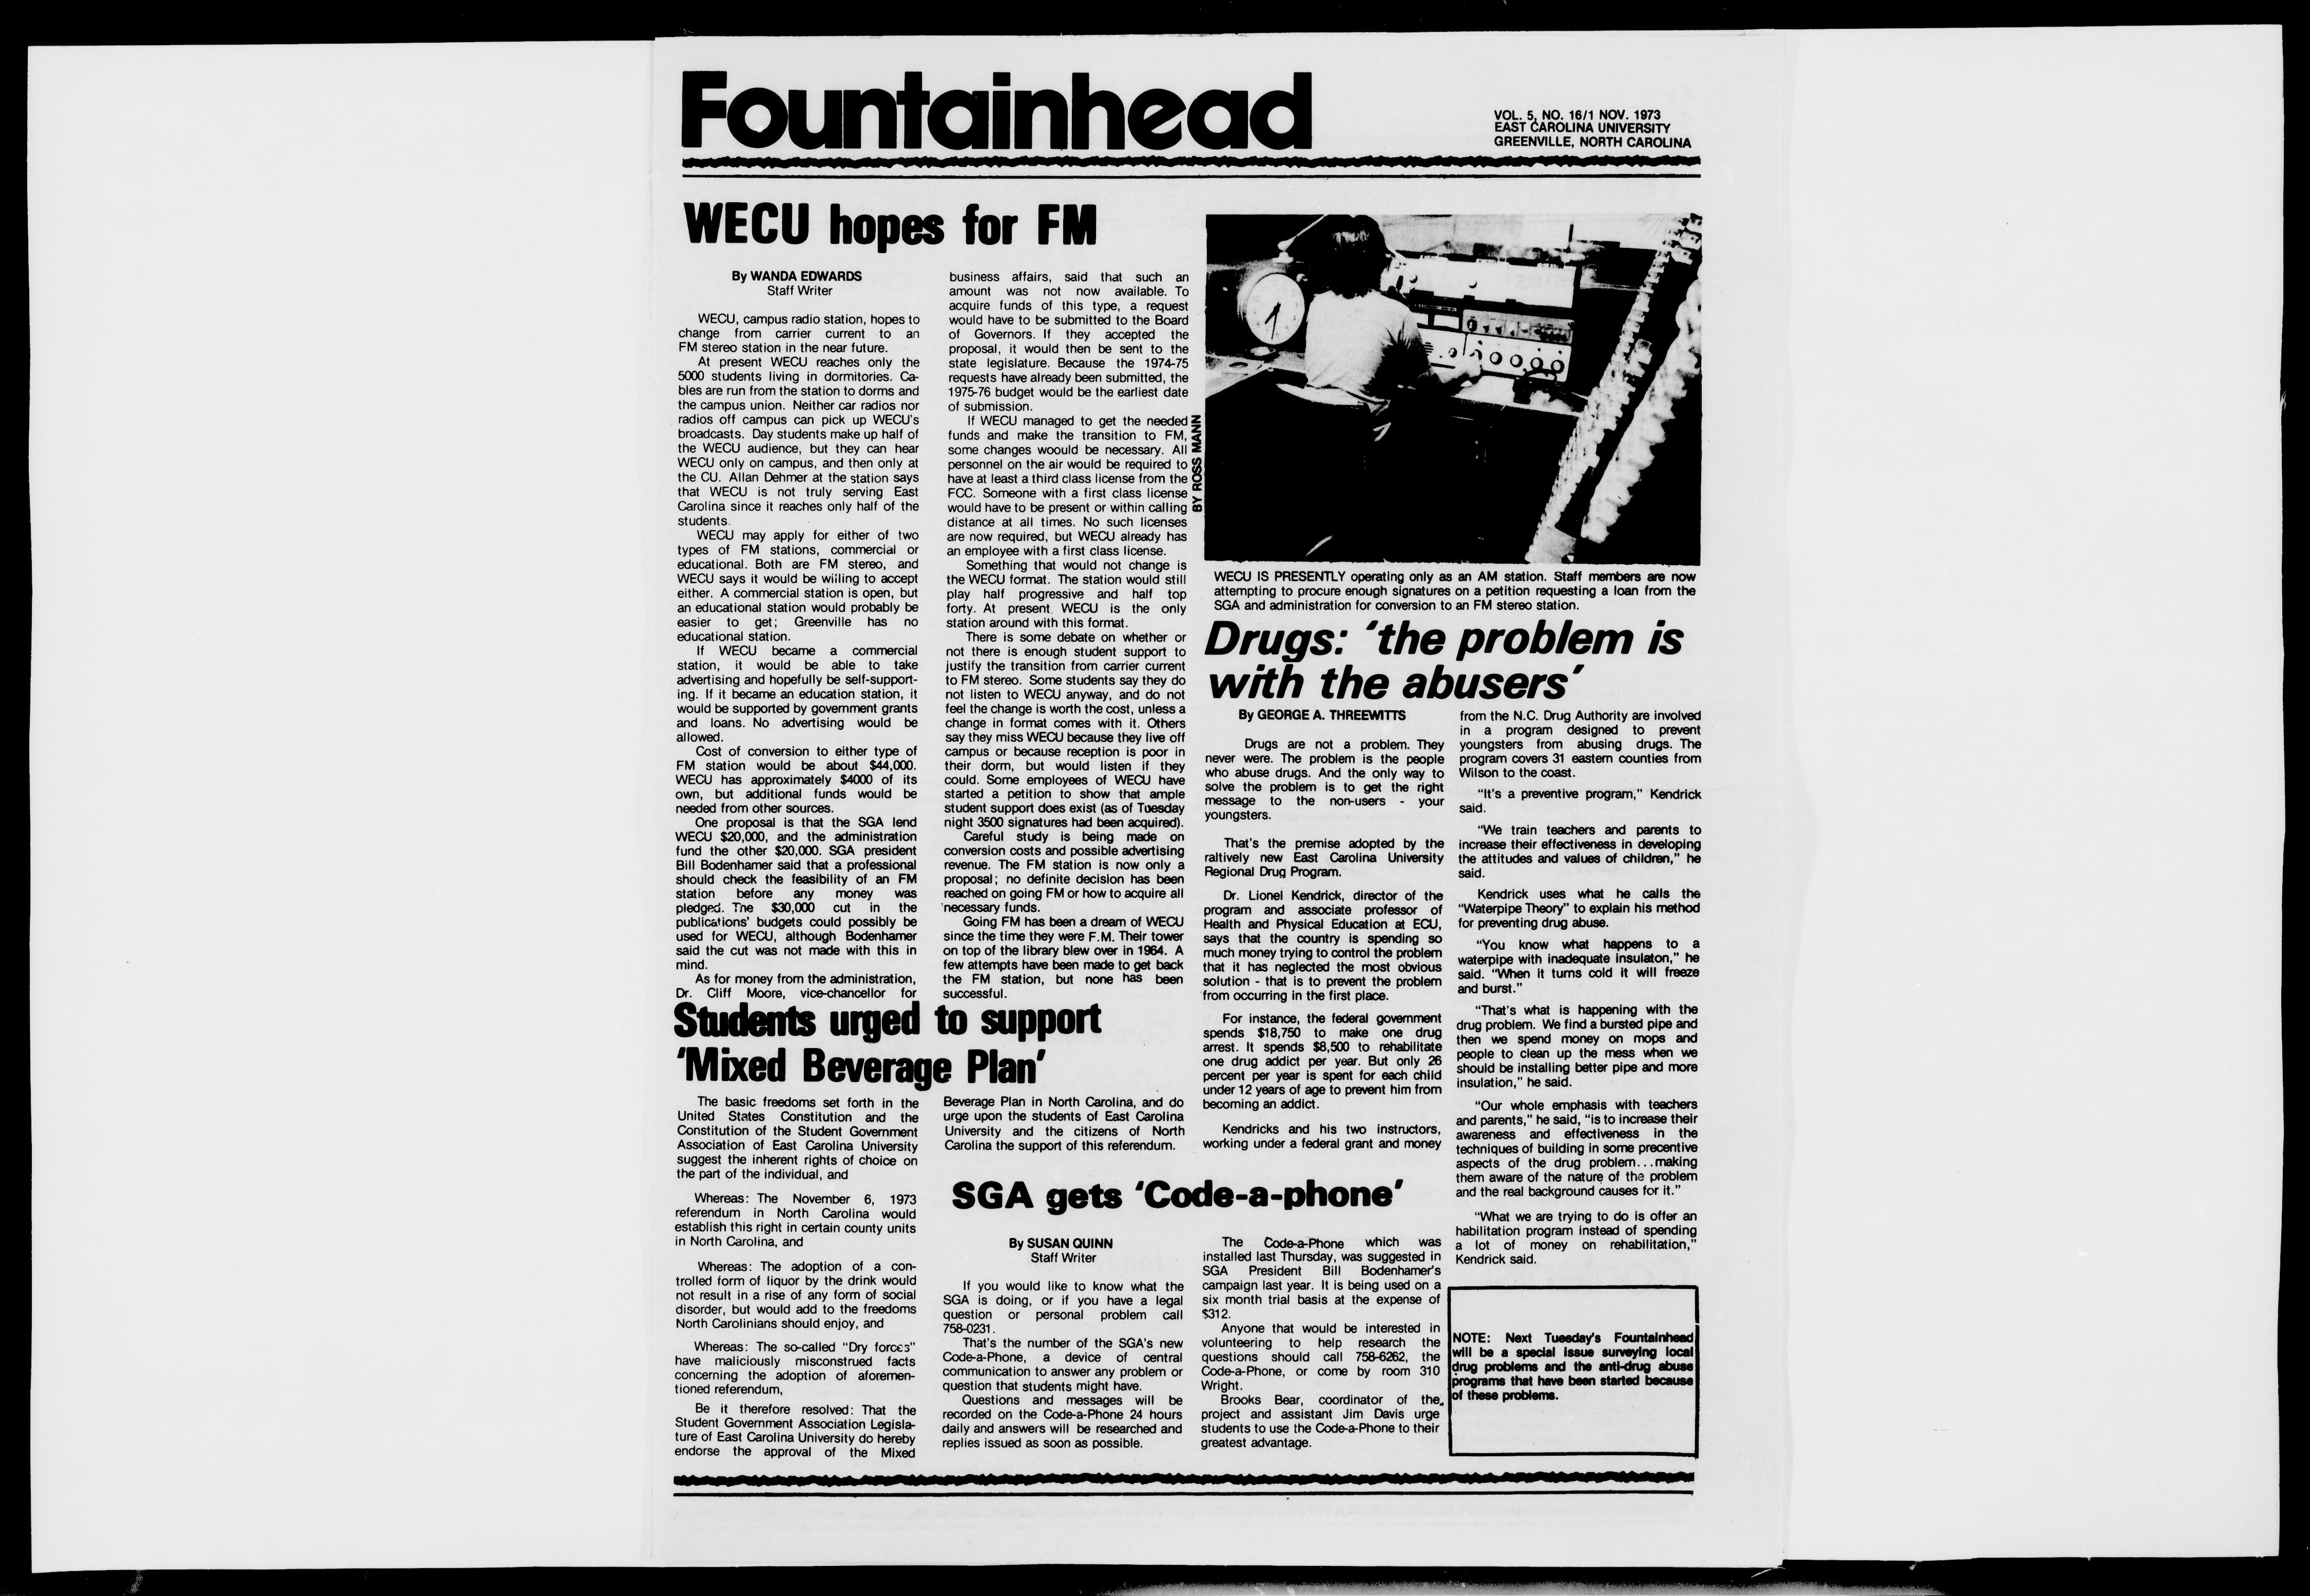 Fountainhead
VOL. 5, NO. 16/1 NOV. 1973
EAST CAROLINA UNIVERSITY
GREENVILLE, NORTH CAROLINA
WECU hopes for FM
By WANDA EDWARDS
Staff Writer
WECU, campus radio station, hopes to
change from carrier current to an
FM stereo station in the near future.
At present WECU reaches only the
5000 students living in dormitories. Ca-
bles are run from the station to dorms and
the campus union. Neither car radios nor
radios off campus can pick up WECU's
broadcasts. Day students make up half of
the WECU audience, but they can hear
WECU only on campus, and then only at
the CU. Allan Dehmer at the station says
that WECU is not truly serving East
Carolina since it reaches only half of the
students.
WECU may apply for either of two
types of FM stations, commercial or
educational. Both are FM stereo, and
WECU says it would be willing to accept
either. A commercial station is open, but
an educational station would probably be
easier to get; Greenville has no
educational station.
If WECU became a commercial
station, it would be able to take
advertising and hopefully be self-support-
ing. If it became an education station, it
would be supported by government grants
and loans. No advertising would be
allowed.
Cost of conversion to either type of
FM station would be about $44,000.
WECU has approximately $4000 of its
own, but additional funds would be
needed from other sources.
One proposal is that the SGA lend
WECU $20,000, and the administration
fund the other $20,000. SGA president
Bill Bodenhamer said that a professional
should check the feasibility of an FM
station before any money was
pledged. The $30,000 cut in the
publications' budgets could possibly be
used for WECU, although Bodenhamer
said the cut was not made with this in
mind.
As for money from the administration,
Dr. Cliff Moore, vice-chancellor for
business affairs, said that such an
amount was not now available. To
acquire funds of this type, a request
would have to be submitted to the Board
of Governors. If they accepted the
proposal, it would then be sent to the
state legislature. Because the 1974-75
requests have already been submitted, the
1975-76 budget would be the earliest date
of submission.
If WECU managed to get the needed
funds and make the transition to FM,
some changes woould be necessary. All
personnel on the air would be required to
have at least a third class license from the
FCC. Someone with a first class license
would have to be present or within calling
distance at all times. No such licenses
are now required, but WECU already has
an employee with a first class license.
Something that would not change is
the WECU format. The station would still
play half progressive and half top
forty. At present WECU is the only
station around with this format.
There is some debate on whether or
not there is enough student support to
justify the transition from carrier current
to FM stereo. Some students say they do
not listen to WECU anyway, and do not
feel the change is worth the cost, unless a
change in format comes with it. Others
say they miss WECU because they live off
campus or because reception is poor in
their dorm, but would listen if they
could. Some employees of WECU have
started a petition to show that ample
student support does exist (as of Tuesday
night 3500 signatures had been acquired).
Careful study is being made on
conversion costs and possible advertising
revenue. The FM station is now only a
proposal; no definite decision has been
reached on going FM or how to acquire all
necessary funds.
Going FM has been a dream of WECU
since the time they were F.M. Their tower
on top of the library blew over in 1964. A
few attempts have been made to get back
the FM station, but none has been
successful.
BY ROSS MANN
WECU IS PRESENTLY operating only as an AM station. Staff members are now
attempting to procure enough signatures on a petition requesting a loan from the
SGA and administration for conversion to an FM stereo station.
Drugs: 'the problem is
with the abusers'
By GEORGE A. THREEWITTS
Drugs are not a problem. They
never were. The problem is the people
who abuse drugs. And the only way to
solve the problem is to get the right
message to the non-users - your
youngsters.
That's the premise adopted by the
raltively new East Carolina University
Regional Drug Program.
Dr. Lionel Kendrick, director of the
program and associate professor of
Health and Physical Education at ECU,
says that the country is spending so
much money trying to control the problem
that it has neglected the most obvious
solution - that is to prevent the problem
from occurring in the first place.
For instance, the federal government
spends $18,750 to make one drug
arrest. It spends $8,500 to rehabilitate
one drug addict per year. But only 26
percent per year is spent for each child
under 12 years of age to prevent him from
becoming an addict.
Kendricks and his two instructors,
working under a federal grant and money
from the N.C. Drug Authority are involved
in a program designed to prevent
youngsters from abusing drugs. The
program covers 31 eastern counties from
Wilson to the coast.
"It's a preventive program," Kendrick
said.
"We train teachers and parents to
increase their effectiveness in developing
the attitudes and values of children," he
said.
Kendrick uses what he calls the
"Waterpipe Theory" to explain his method
for preventing drug abuse.
"You know what happens to a
waterpipe with inadequate insulaton," he
said. "When it turns cold it will freeze
and burst."
"That's what is happening with the
drug problem. We find a bursted pipe and
then we spend money on mops and
people to clean up the mess when we
should be installing better pipe and more
insulation," he said.
"Our whole emphasis with teachers
and parents," he said, "is to increase their
awareness and effectiveness in the
techniques of building in some precentive
aspects of the drug problem...making
them aware of the nature of the problem
and the real background causes for it."
"What we are trying to do is offer an
habilitation program instead of spending
a lot of money on rehabilitation,"
Kendrick said.
Students urged to support
'Mixed Beverage Plan'
The basic freedoms set forth in the
United States Constitution and the
Constitution of the Student Government
Association of East Carolina University
suggest the inherent rights of choice on
the part of the individual, and
Whereas: The November 6, 1973
referendum in North Carolina would
establish this right in certain county units
in North Carolina, and
Whereas: The adoption of a con-
trolled form of liquor by the drink would
not result in a rise of any form of social
disorder, but would add to the freedoms
North Carolinians should enjoy, and
Whereas: The so-called "Dry forces"
have maliciously misconstrued facts
concerning the adoption of aforemen-
tioned referendum,
Be it therefore resolved: That the
Student Government Association Legisla-
ture of East Carolina University do hereby
endorse the approval of the Mixed
Beverage Plan in North Carolina, and do
urge upon the students of East Carolina
University and the citizens of North
Carolina the support of this referendum.
SGA gets 'Code-a-phone'
By SUSAN QUINN
Staff Writer
If you would like to know what the
SGA is doing, or if you have a legal
question or personal problem call
758-0231.
That's the number of the SGA's new
Code-a-Phone, a device of central
communication to answer any problem or
question that students might have.
Questions and messages will be
recorded on the Code-a-Phone 24 hours
daily and answers will be researched and
replies issued as soon as possible.
The Code-a-Phone which was
installed last Thursday, was suggested in
SGA President Bill Bodenhamer's
campaign last year. It is being used on a
six month trial basis at the expense of
$312.
Anyone that would be interested in
volunteering to help research the
questions should call 758-6262, the
Code-a-Phone, or come by room 310
Wright.
Brooks Bear, coordinator of the
project and assistant Jim Davis urge
students to use the Code-a-Phone to their
greatest advantage.
NOTE: Next Tuesday's Fountainhead
will be a special issue surveying local
drug problems and the anti-drug abuse
programs that have been started because
of these problems.